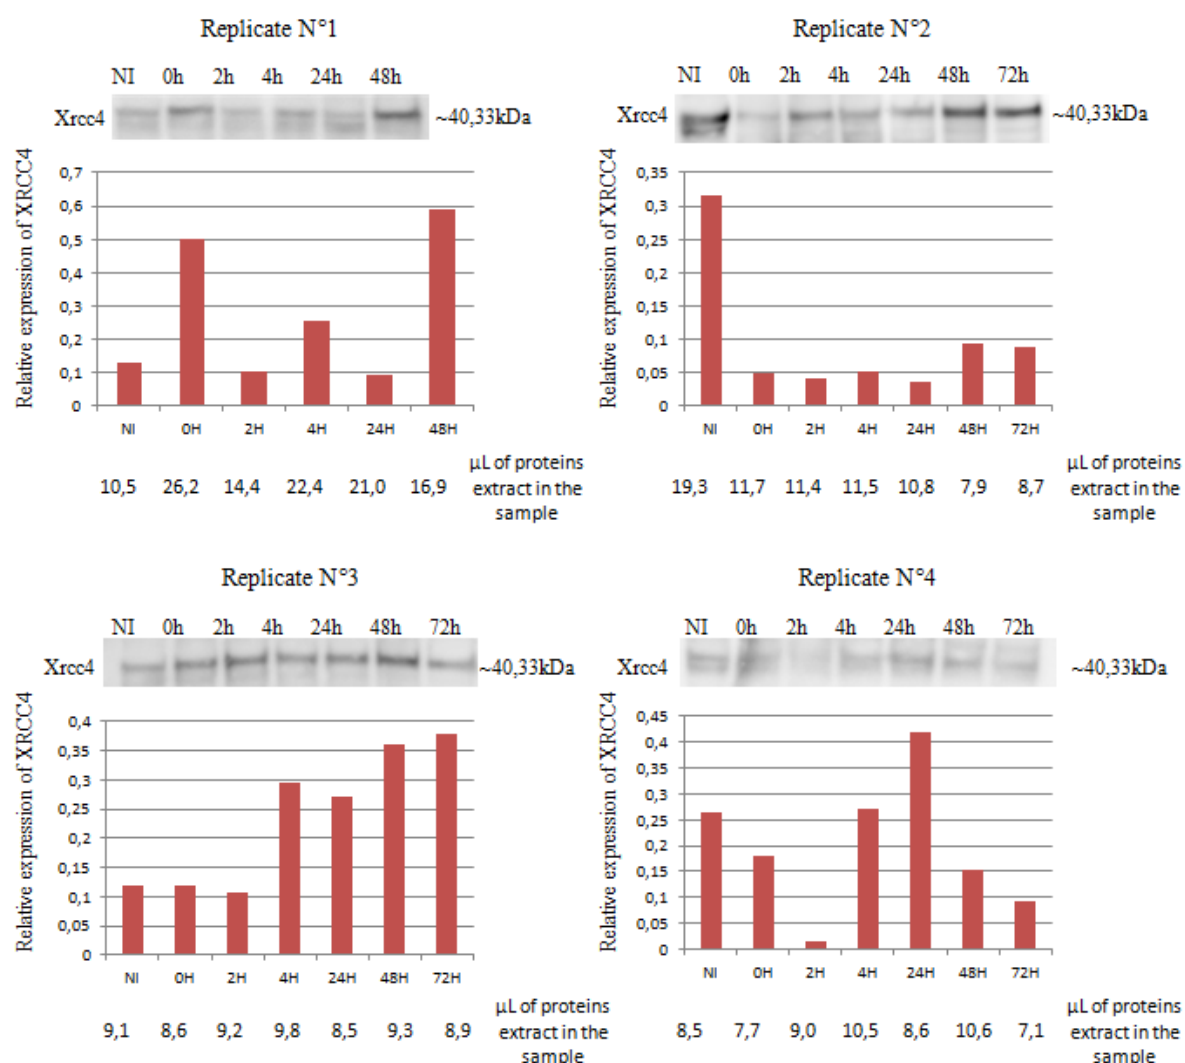 Replicate N°1
NI 0h 2h 4h 24h 48h
Xrcc4
~40,33kDa
Relative expression of XRCC4
0,7
0,6
0,5
0,4
0,3
0,2
0,1
0
NI 0H 2H 4H 24H 48H
10,5 26,2 14,4 22,4 21,0 16,9
µL of proteins
extract in the
sample
Replicate N°2
NI 0h 2h 4h 24h 48h 72h
Xrcc4
~40,33kDa
Relative expression of XRCC4
0,35
0,3
0,25
0,2
0,15
0,1
0,05
0
NI 0H 2H 4H 24H 48H 72H
19,3 11,7 11,4 11,5 10,8 7,9 8,7
µL of proteins
extract in the
sample
Replicate N°3
NI 0h 2h 4h 24h 48h 72h
Xrcc4
~40,33kDa
Relative expression of XRCC4
0,4
0,35
0,3
0,25
0,2
0,15
0,1
0,05
0
NI 0H 2H 4H 24H 48H 72H
9,1 8,6 9,2 9,8 8,5 9,3 8,9
µL of proteins
extract in the
sample
Replicate N°4
NI 0h 2h 4h 24h 48h 72h
Xrcc4
~40,33kDa
Relative expression of XRCC4
0,45
0,4
0,35
0,3
0,25
0,2
0,15
0,1
0,05
0
NI 0H 2H 4H 24H 48H 72H
8,5 7,7 9,0 10,5 8,6 10,6 7,1
µL of proteins
extract in the
sample